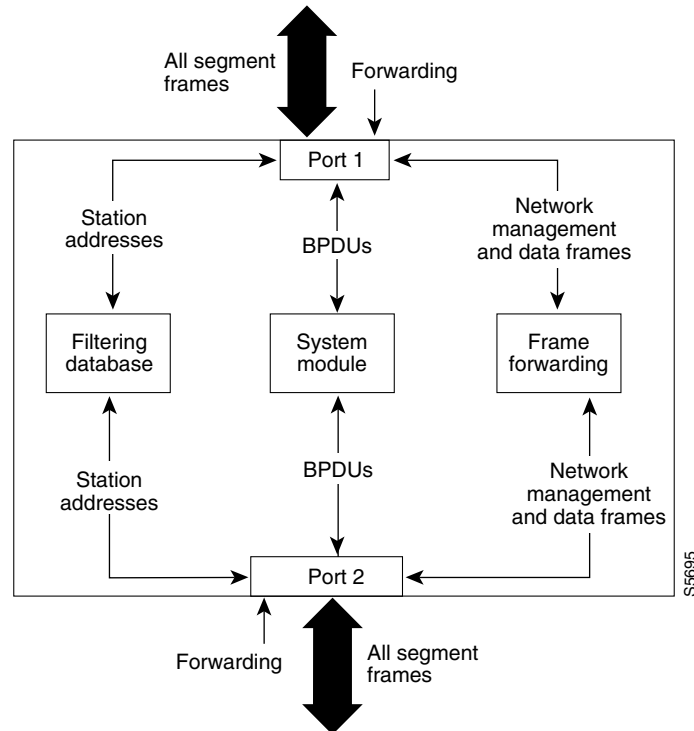 All segment
frames
Forwarding
Port 1
Station
addresses
BPDUs
Network
management
and data frames
Filtering
database
System
module
Frame
forwarding
Station
addresses
BPDUs
Network
management
and data frames
Port 2
S5695
Forwarding
All segment
frames